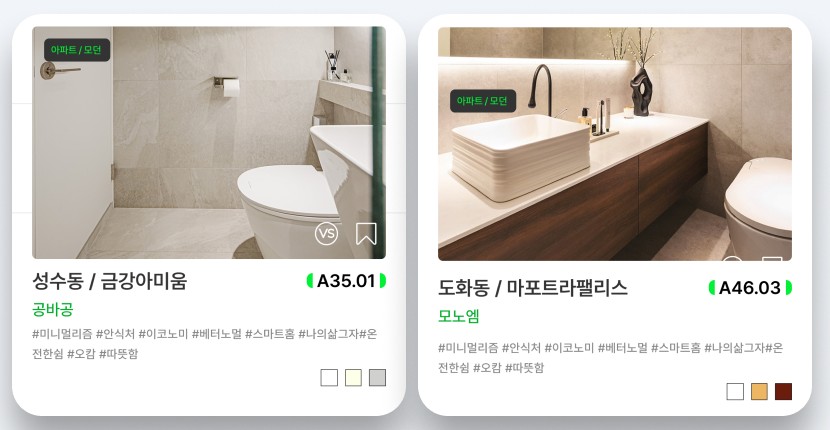 아파트 / 모던
VS
성수동 / 금강아미움
A35.01
공바공
#미니멀리즘 #안식처 #이코노미 #베터노멀 #스마트홈 #나의삶그자#온
전한쉼 #오캄 #따뜻함
아파트 / 모던
도화동 / 마포트라팰리스
A46.03
모노엠
#미니멀리즘 #안식처 #이코노미 #베터노멀 #스마트홈 #나의삶그자#온
전한쉼 #오캄 #따뜻함